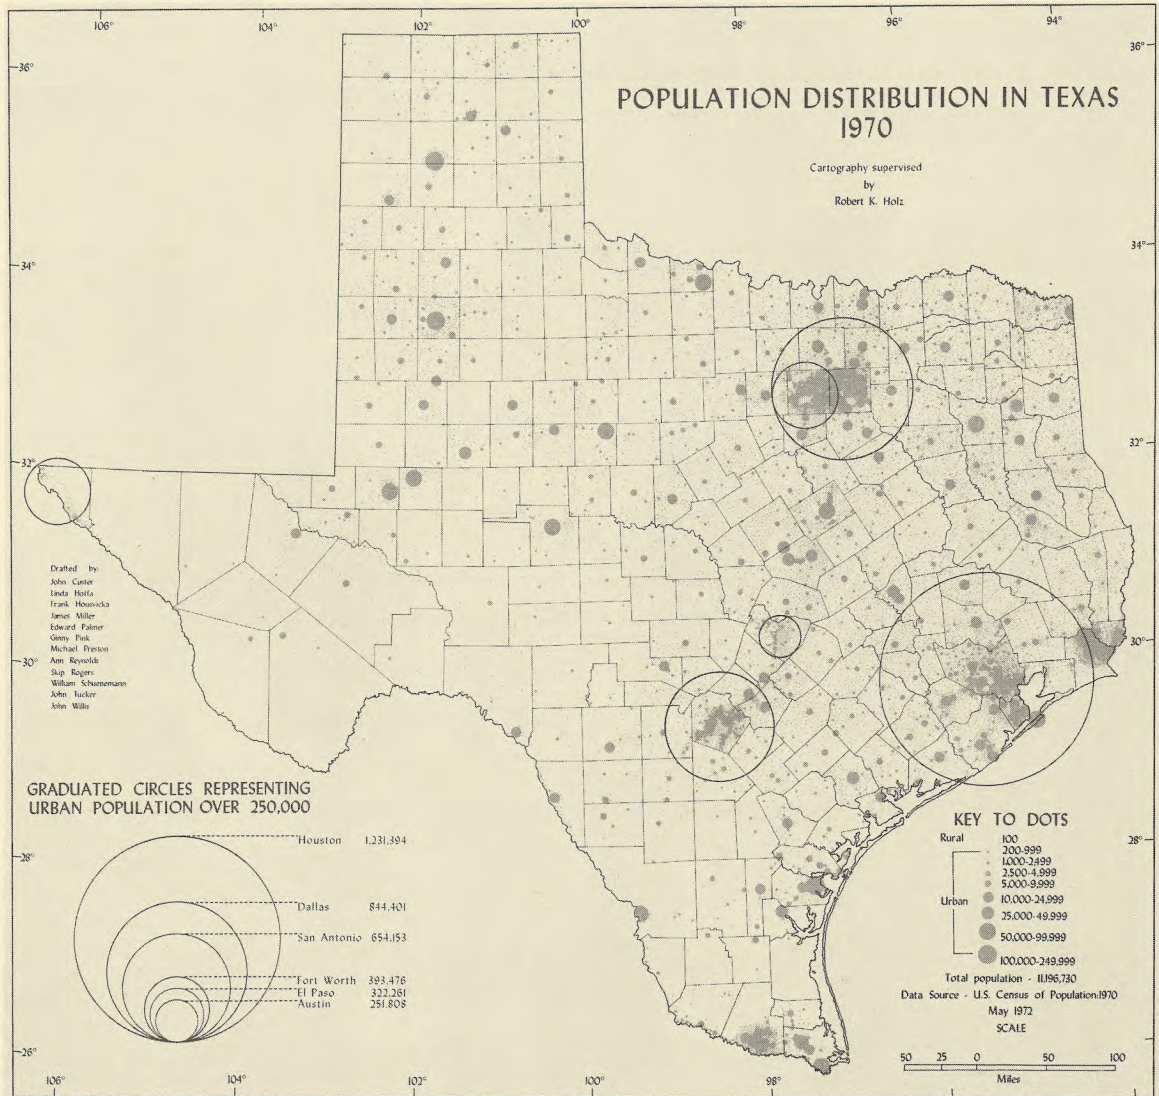 106° 104° 102° 100° 98° 96° 94°
36° 36°
POPULATION DISTRIBUTION IN TEXAS
1970
Cartography supervised
by
Robert K. Holz
34° 34°
32° 32°
Drafted by:
John Custer
Linda Hoffa
Frank Housvicka
James Miller
Edward Palmer
Ginny Pink
Michael Preston
Ann Reynolds
Skip Rogers
William Schuenemann
John Tucker
John Willis
30° 30°
GRADUATED CIRCLES REPRESENTING
URBAN POPULATION OVER 250,000
Houston 1,231,394
Dallas 844,401
San Antonio 654,153
Fort Worth 393,476
El Paso 322,261
Austin 251,808
28° 28°
KEY TO DOTS
Rural 100
Urban
200-999
1,000-2,499
2,500-4,999
5,000-9,999
10,000-24,999
25,000-49,999
50,000-99,999
100,000-249,999
Total population - 11,196,730
Data Source - U.S. Census of Population:1970
May 1972
SCALE
50 25 0 50 100
Miles
26°
106° 104° 102° 100° 98°